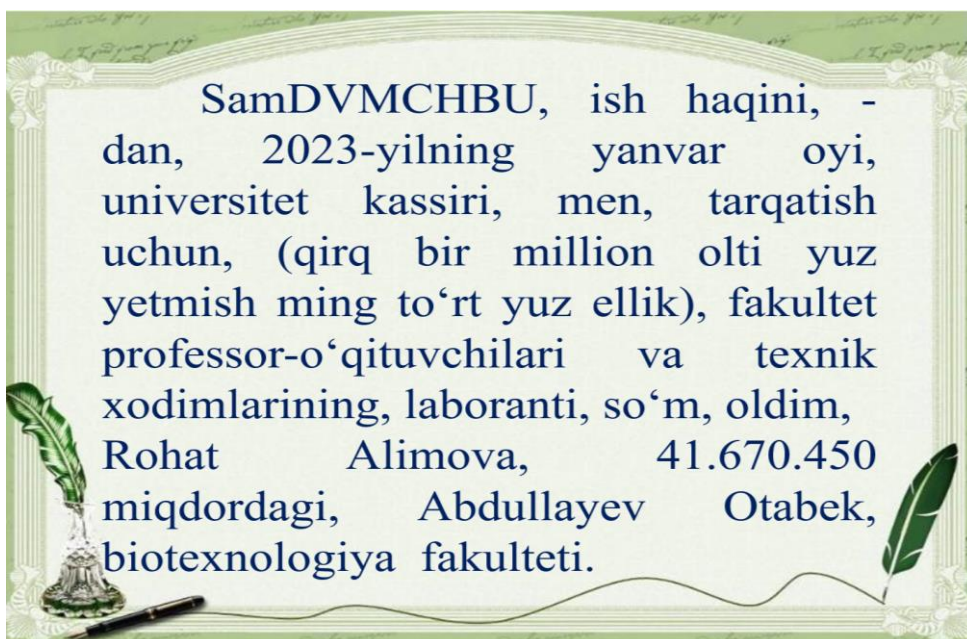 SamDVMCHBU, ish haqini, -
dan, 2023-yilning yanvar oyi,
universitet kassiri, men, tarqatish
uchun, (qirq bir million olti yuz
yetmish ming to‘rt yuz ellik), fakultet
professor-o‘qituvchilari va texnik
xodimlarining, laboranti, so‘m, oldim,
Rohat Alimova, 41.670.450
miqdordagi, Abdullayev Otabek,
biotexnologiya fakulteti.